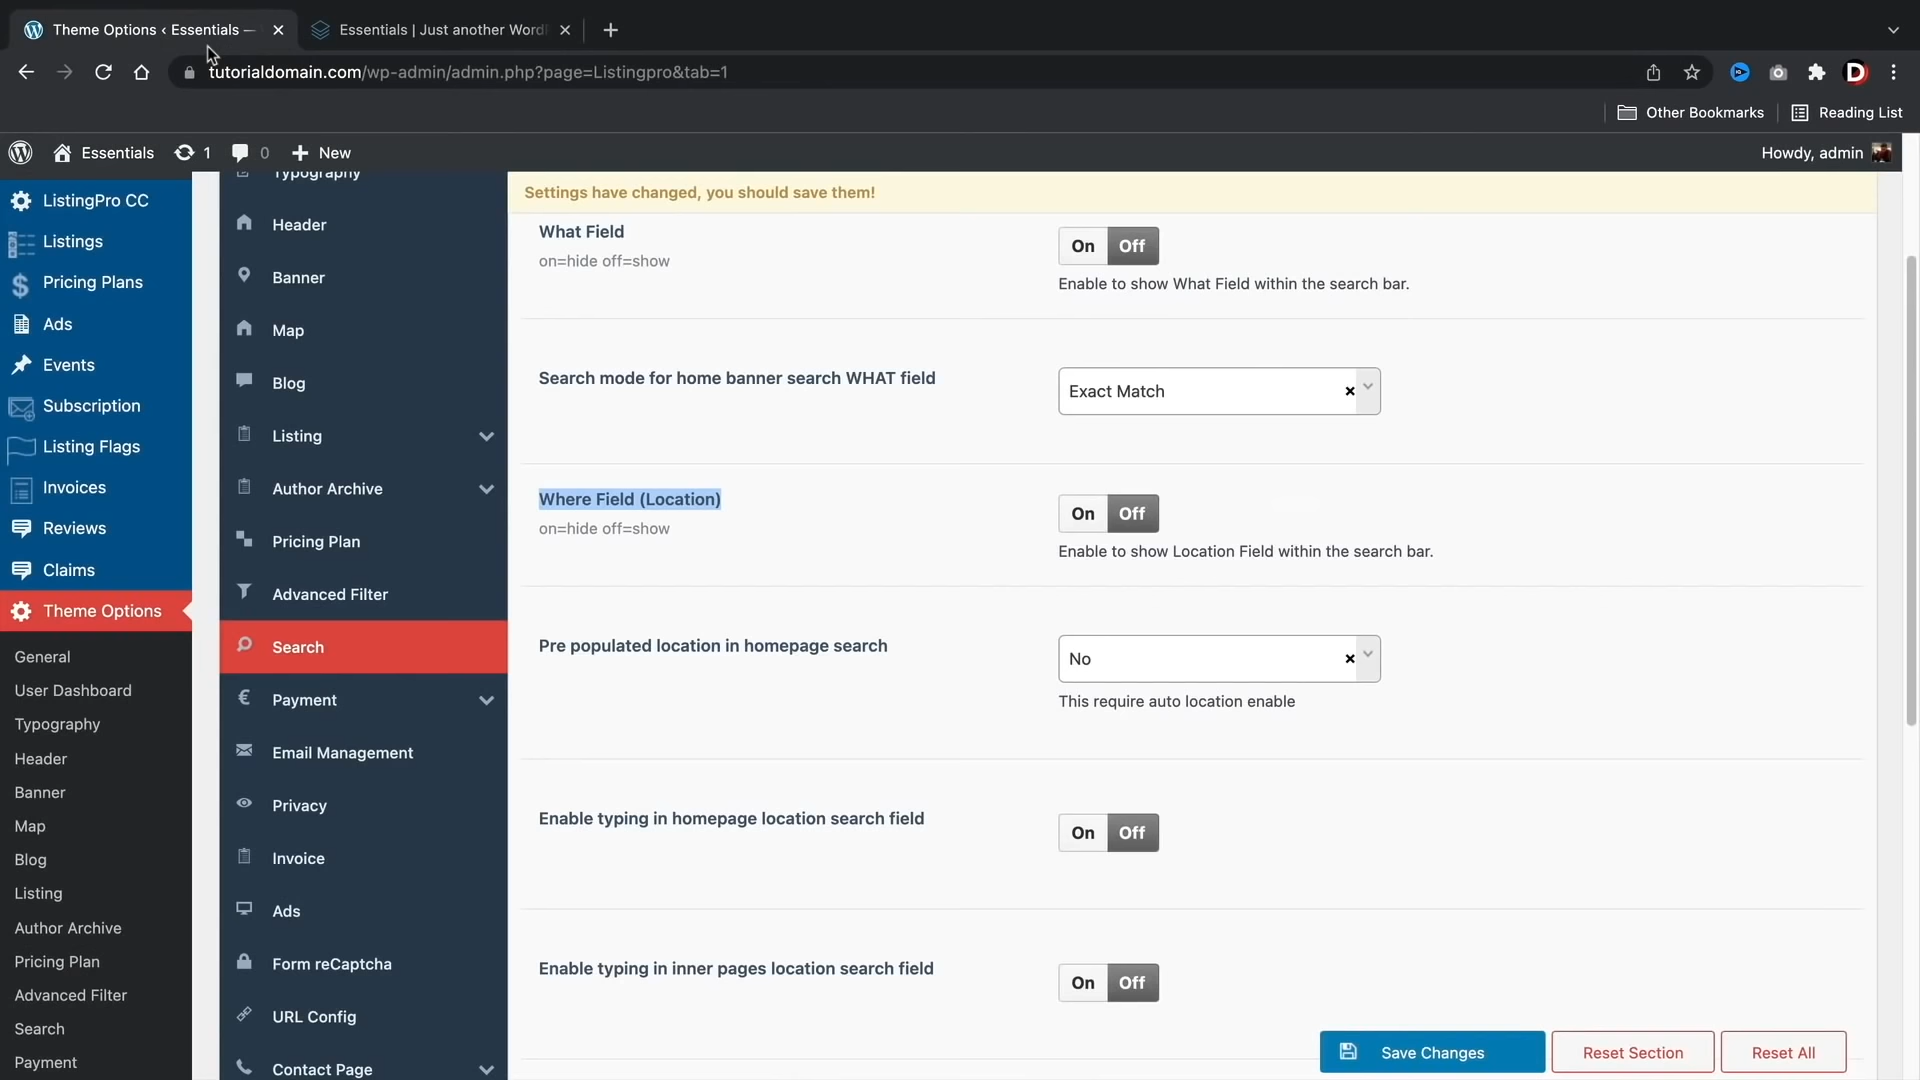 Theme Options ‹ Essentials —
Essentials | Just another Word
tutorialdomain.com/wp-admin/admin.php?page=Listingpro&tab=1
Other Bookmarks
Reading List
Essentials
1
0
New
Howdy, admin
ListingPro CC
Listings
Pricing Plans
Ads
Events
Subscription
Listing Flags
Invoices
Reviews
Claims
Theme Options
General
User Dashboard
Typography
Header
Banner
Map
Blog
Listing
Author Archive
Pricing Plan
Advanced Filter
Search
Payment
Typography
Header
Banner
Map
Blog
Listing
Author Archive
Pricing Plan
Advanced Filter
Search
Payment
Email Management
Privacy
Invoice
Ads
Form reCaptcha
URL Config
Contact Page
Settings have changed, you should save them!
What Field
on=hide off=show
On Off
Enable to show What Field within the search bar.
Search mode for home banner search WHAT field
Exact Match
Where Field (Location)
on=hide off=show
On Off
Enable to show Location Field within the search bar.
Pre populated location in homepage search
No
This require auto location enable
Enable typing in homepage location search field
On Off
Enable typing in inner pages location search field
On Off
Save Changes
Reset Section
Reset All